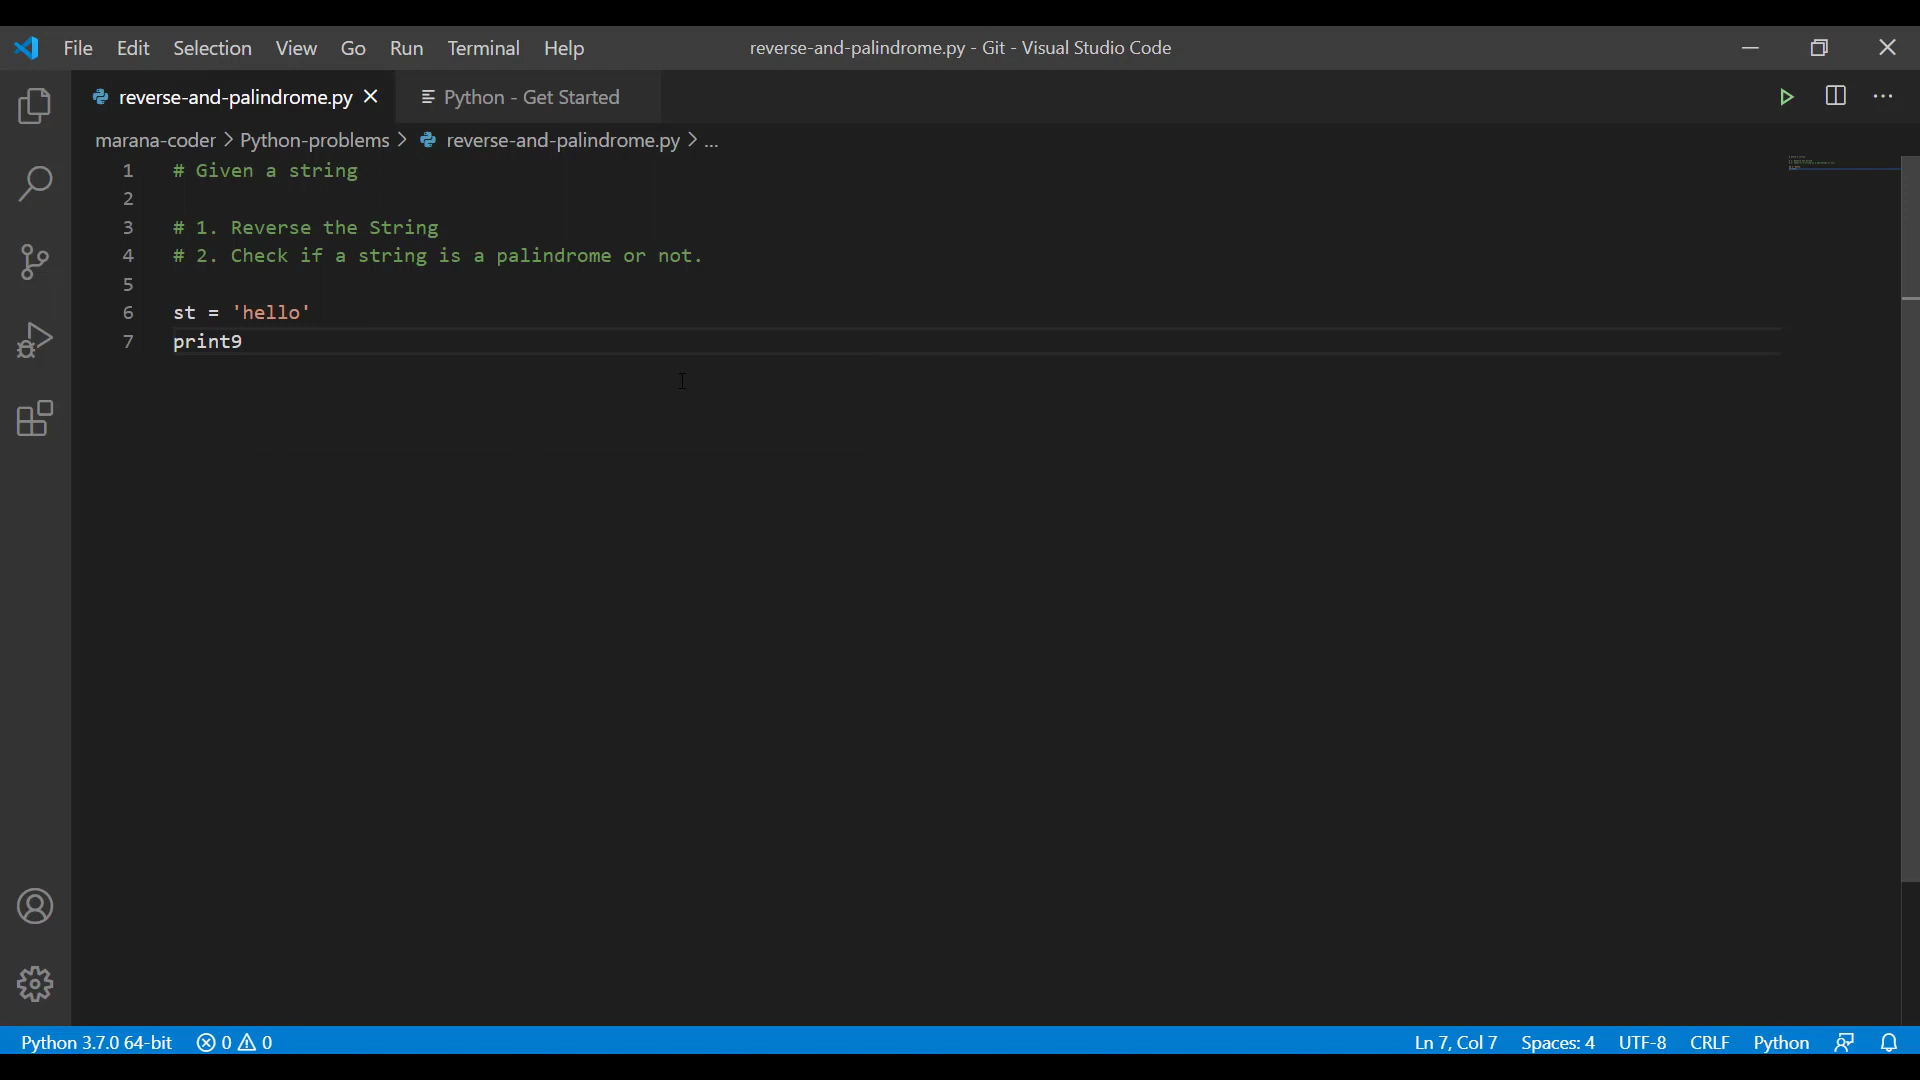 File Edit Selection View Go Run Terminal Help reverse-and-palindrome.py - Git - Visual Studio Code
reverse-and-palindrome.py Python - Get Started
marana-coder > Python-problems > reverse-and-palindrome.py > ...
1 # Given a string
2
3 # 1. Reverse the String
4 # 2. Check if a string is a palindrome or not.
5
6 st = 'hello'
7 print9
Python 3.7.0 64-bit 0 0 Ln 7, Col 7 Spaces: 4 UTF-8 CRLF Python